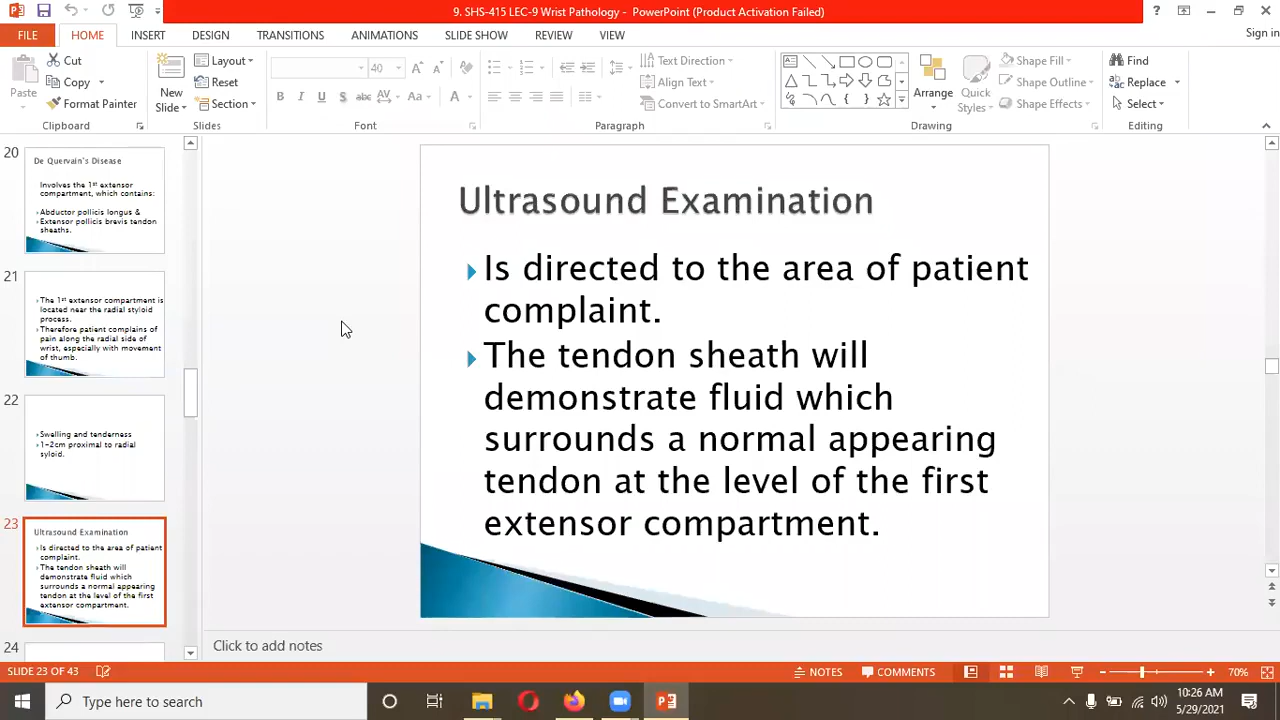 9. SHS-415 LEC-9 Wrist Pathology - PowerPoint (Product Activation Failed)
Sign in
FILE HOME INSERT DESIGN TRANSITIONS ANIMATIONS SLIDE SHOW REVIEW VIEW
Paste
Cut
Copy
Format Painter
Clipboard
New
Slide
Layout
Reset
Section
Slides
40
B I U S abc AV Aa A
Font
Text Direction
Align Text
Convert to SmartArt
Paragraph
Arrange
Quick
Styles
Shape Fill
Shape Outline
Shape Effects
Drawing
Find
Replace
Select
Editing
20
De Quervain's Disease
Involves the 1st extensor
compartment, which contains:
Abductor pollicis longus &
Extensor pollicis brevis tendon
sheaths.
21
The 1st extensor compartment is
located near the radial styloid
process.
Therefore patient complains of
pain along the radial side of
wrist, especially with movement
of thumb.
22
Swelling and tenderness
1-2cm proximal to radial
syloid.
23
Ultrasound Examination
Is directed to the area of patient
complaint.
The tendon sheath will
demonstrate fluid which
surrounds a normal appearing
tendon at the level of the first
extensor compartment.
24
Ultrasound Examination
Is directed to the area of patient
complaint.
The tendon sheath will
demonstrate fluid which
surrounds a normal appearing
tendon at the level of the first
extensor compartment.
Click to add notes
SLIDE 23 OF 43
NOTES
COMMENTS
70%
Type here to search
10:26 AM
5/29/2021